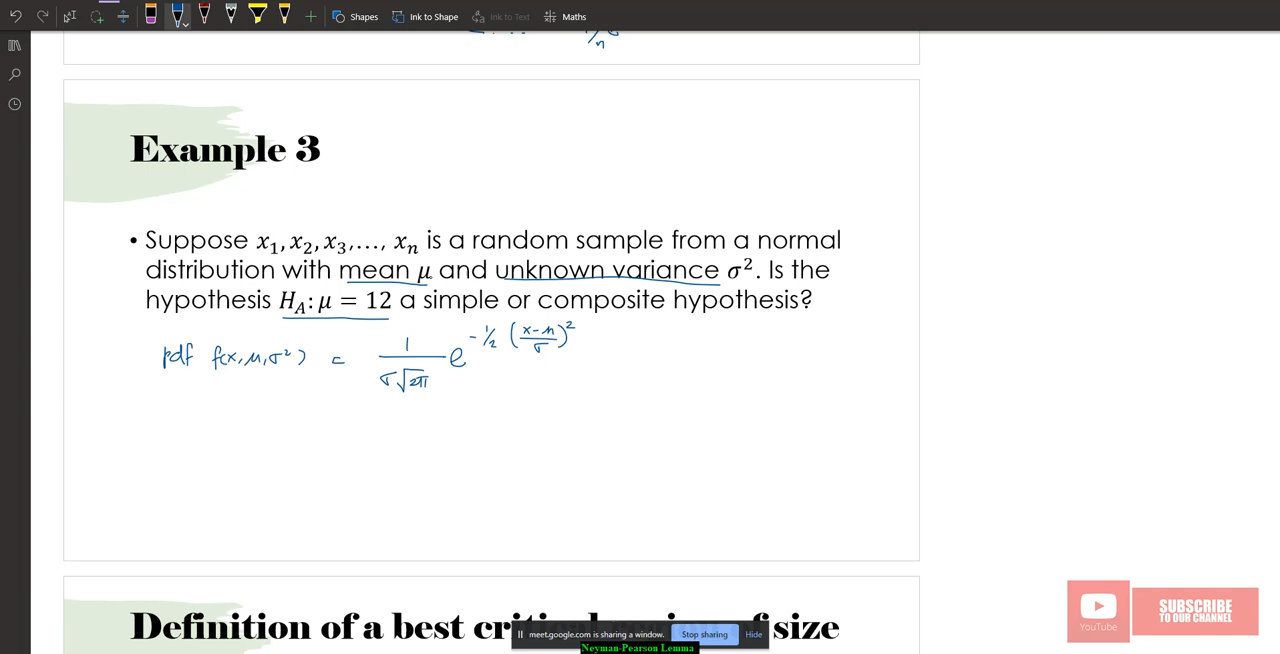 Shapes Ink to Shape Ink to Text Maths
n
Example 3
• Suppose x₁, x₂, x₃,…, xₙ is a random sample from a normal
distribution with mean μ and unknown variance σ². Is the
hypothesis H_A: μ = 12 a simple or composite hypothesis?
pdf f(x, μ, σ²) = 1/(σ√2π) e^(-1/2 ((x-μ)/σ)²)
Definition of a best of size
meet.google.com is sharing a window. Stop sharing Hide
Neyman-Pearson Lemma
YouTube
SUBSCRIBE
TO OUR CHANNEL